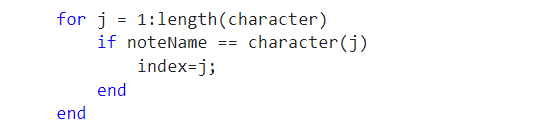 for j = 1:length(character)
    if noteName == character(j)
        index=j;
    end
end